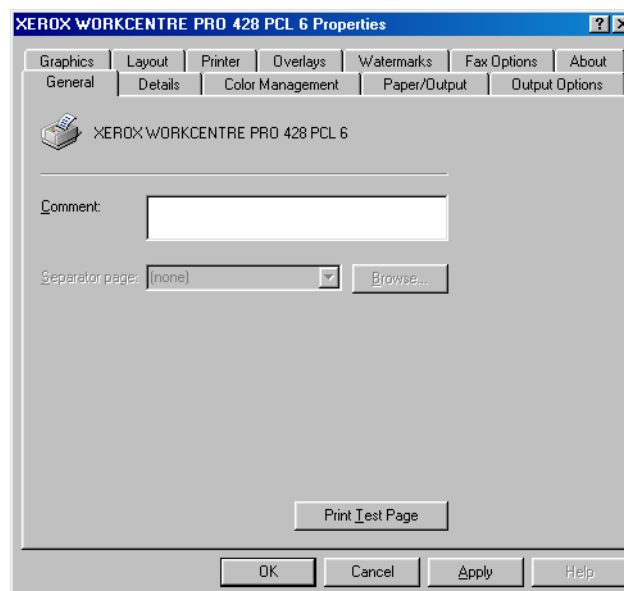 XEROX WORKCENTRE PRO 428 PCL 6 Properties
Graphics Layout Printer Overlays Watermarks Fax Options About
General Details Color Management Paper/Output Output Options
XEROX WORKCENTRE PRO 428 PCL 6
Comment:
Separator page: (none) Browse...
Print Test Page
OK Cancel Apply Help